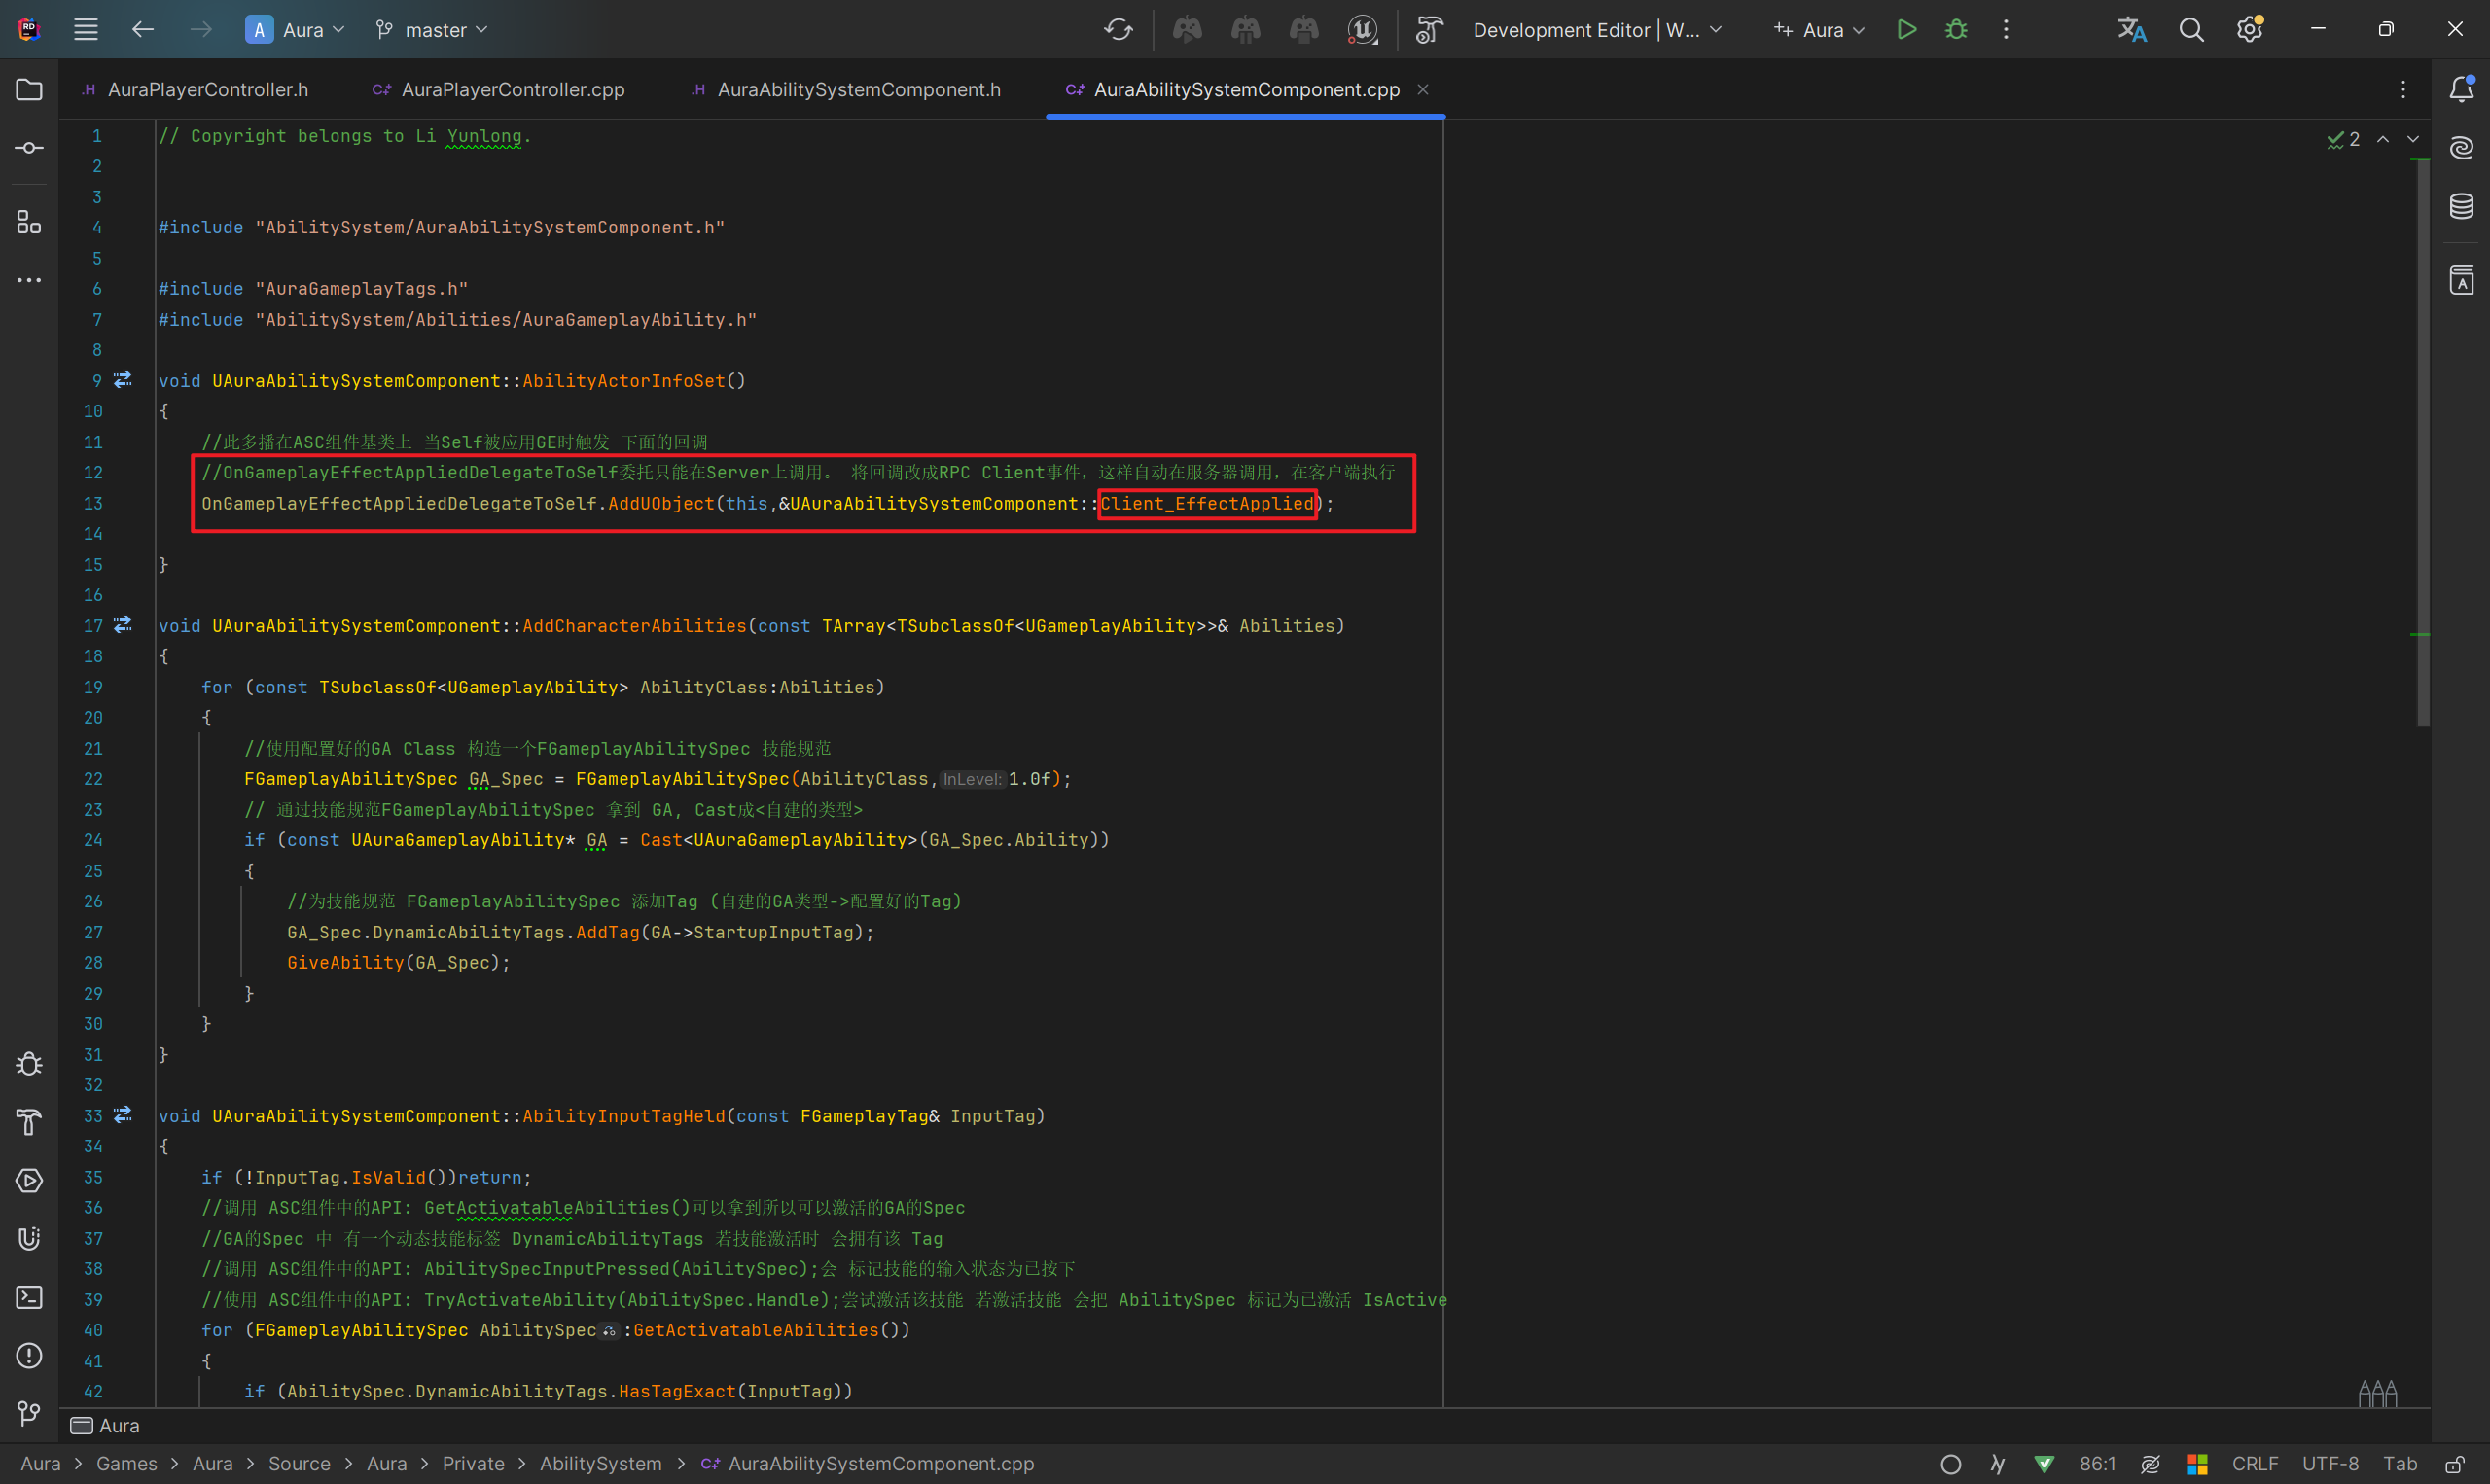 RD
A Aura master Development Editor | W... Aura
.H AuraPlayerController.h C++ AuraPlayerController.cpp .H AuraAbilitySystemComponent.h C++ AuraAbilitySystemComponent.cpp
2
1 // Copyright belongs to Li Yunlong.
2
3
4 #include "AbilitySystem/AuraAbilitySystemComponent.h"
5
6 #include "AuraGameplayTags.h"
7 #include "AbilitySystem/Abilities/AuraGameplayAbility.h"
8
9 void UAuraAbilitySystemComponent::AbilityActorInfoSet()
10 {
11 //此多播在ASC组件基类上 当Self被应用GE时触发 下面的回调
12 //OnGameplayEffectAppliedDelegateToSelf委托只能在Server上调用。 将回调改成RPC Client事件，这样自动在服务器调用，在客户端执行
13 OnGameplayEffectAppliedDelegateToSelf.AddUObject(this,&UAuraAbilitySystemComponent::Client_EffectApplied);
14
15 }
16
17 void UAuraAbilitySystemComponent::AddCharacterAbilities(const TArray<TSubclassOf<UGameplayAbility>>& Abilities)
18 {
19 for (const TSubclassOf<UGameplayAbility> AbilityClass:Abilities)
20 {
21 //使用配置好的GA Class 构造一个FGameplayAbilitySpec 技能规范
22 FGameplayAbilitySpec GA_Spec = FGameplayAbilitySpec(AbilityClass, InLevel: 1.0f);
23 // 通过技能规范FGameplayAbilitySpec 拿到 GA, Cast成<自建的类型>
24 if (const UAuraGameplayAbility* GA = Cast<UAuraGameplayAbility>(GA_Spec.Ability))
25 {
26 //为技能规范 FGameplayAbilitySpec 添加Tag (自建的GA类型->配置好的Tag)
27 GA_Spec.DynamicAbilityTags.AddTag(GA->StartupInputTag);
28 GiveAbility(GA_Spec);
29 }
30 }
31 }
32
33 void UAuraAbilitySystemComponent::AbilityInputTagHeld(const FGameplayTag& InputTag)
34 {
35 if (!InputTag.IsValid())return;
36 //调用 ASC组件中的API: GetActivatableAbilities()可以拿到所以可以激活的GA的Spec
37 //GA的Spec 中 有一个动态技能标签 DynamicAbilityTags 若技能激活时 会拥有该 Tag
38 //调用 ASC组件中的API: AbilitySpecInputPressed(AbilitySpec);会 标记技能的输入状态为已按下
39 //使用 ASC组件中的API: TryActivateAbility(AbilitySpec.Handle);尝试激活该技能 若激活技能 会把 AbilitySpec 标记为已激活 IsActive
40 for (FGameplayAbilitySpec AbilitySpec :GetActivatableAbilities())
41 {
42 if (AbilitySpec.DynamicAbilityTags.HasTagExact(InputTag))
Aura
Aura > Games > Aura > Source > Aura > Private > AbilitySystem > C++ AuraAbilitySystemComponent.cpp 86:1 CRLF UTF-8 Tab